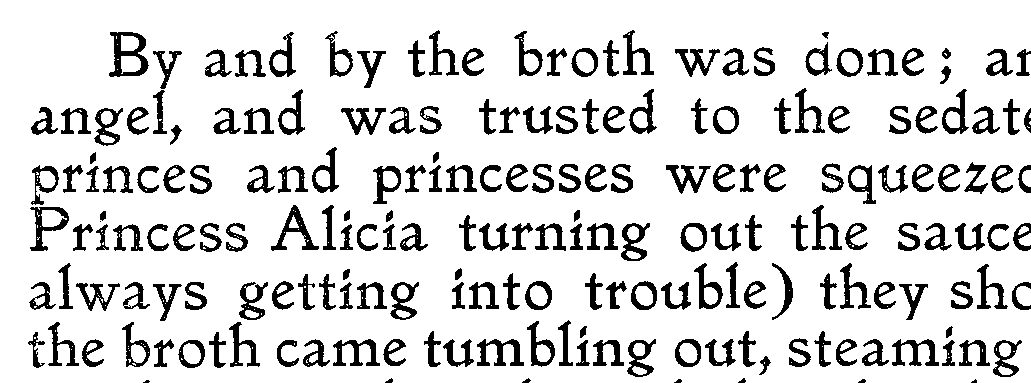 By and by the broth was done; an
angel, and was trusted to the sedate
princes and princesses were squeezed
Princess Alicia turning out the sauce
always getting into trouble) they sho
the broth came tumbling out, steaming